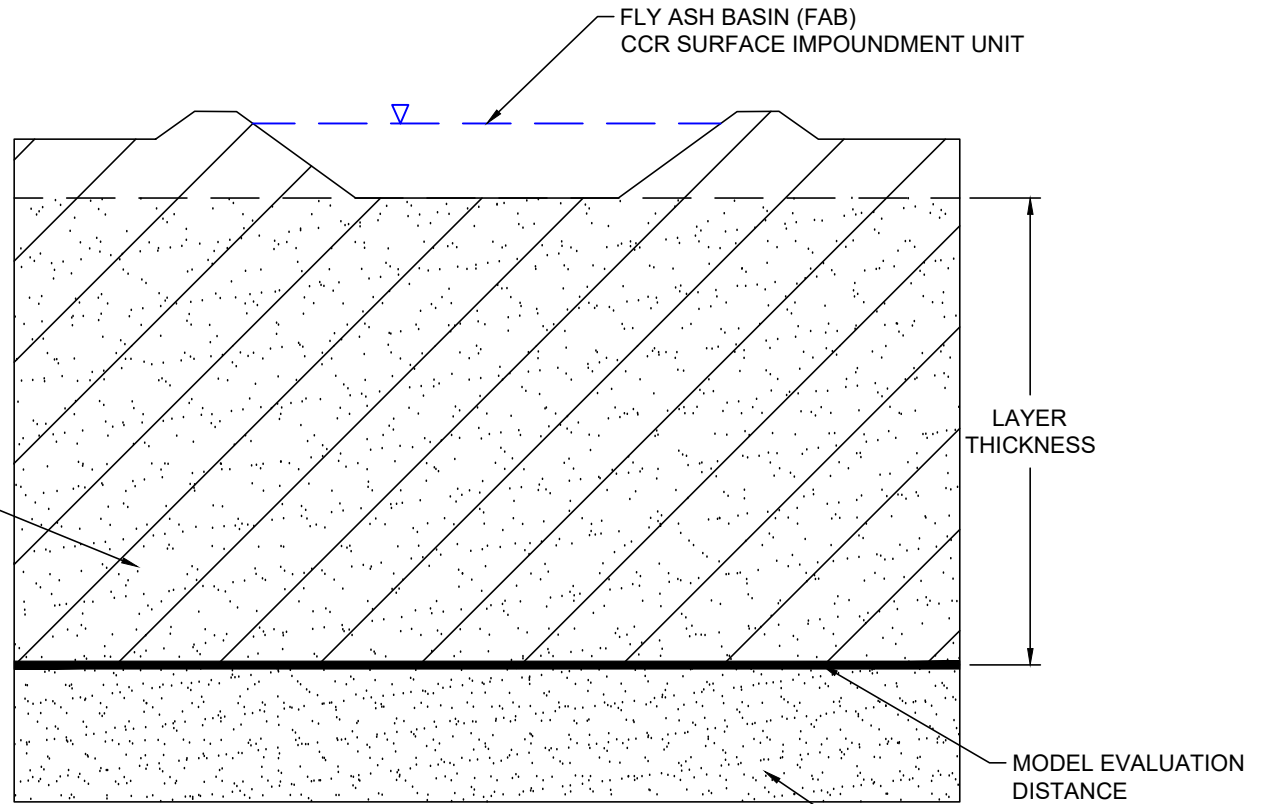 FLY ASH BASIN (FAB)
CCR SURFACE IMPOUNDMENT UNIT
LAYER
THICKNESS
MODEL EVALUATION
DISTANCE